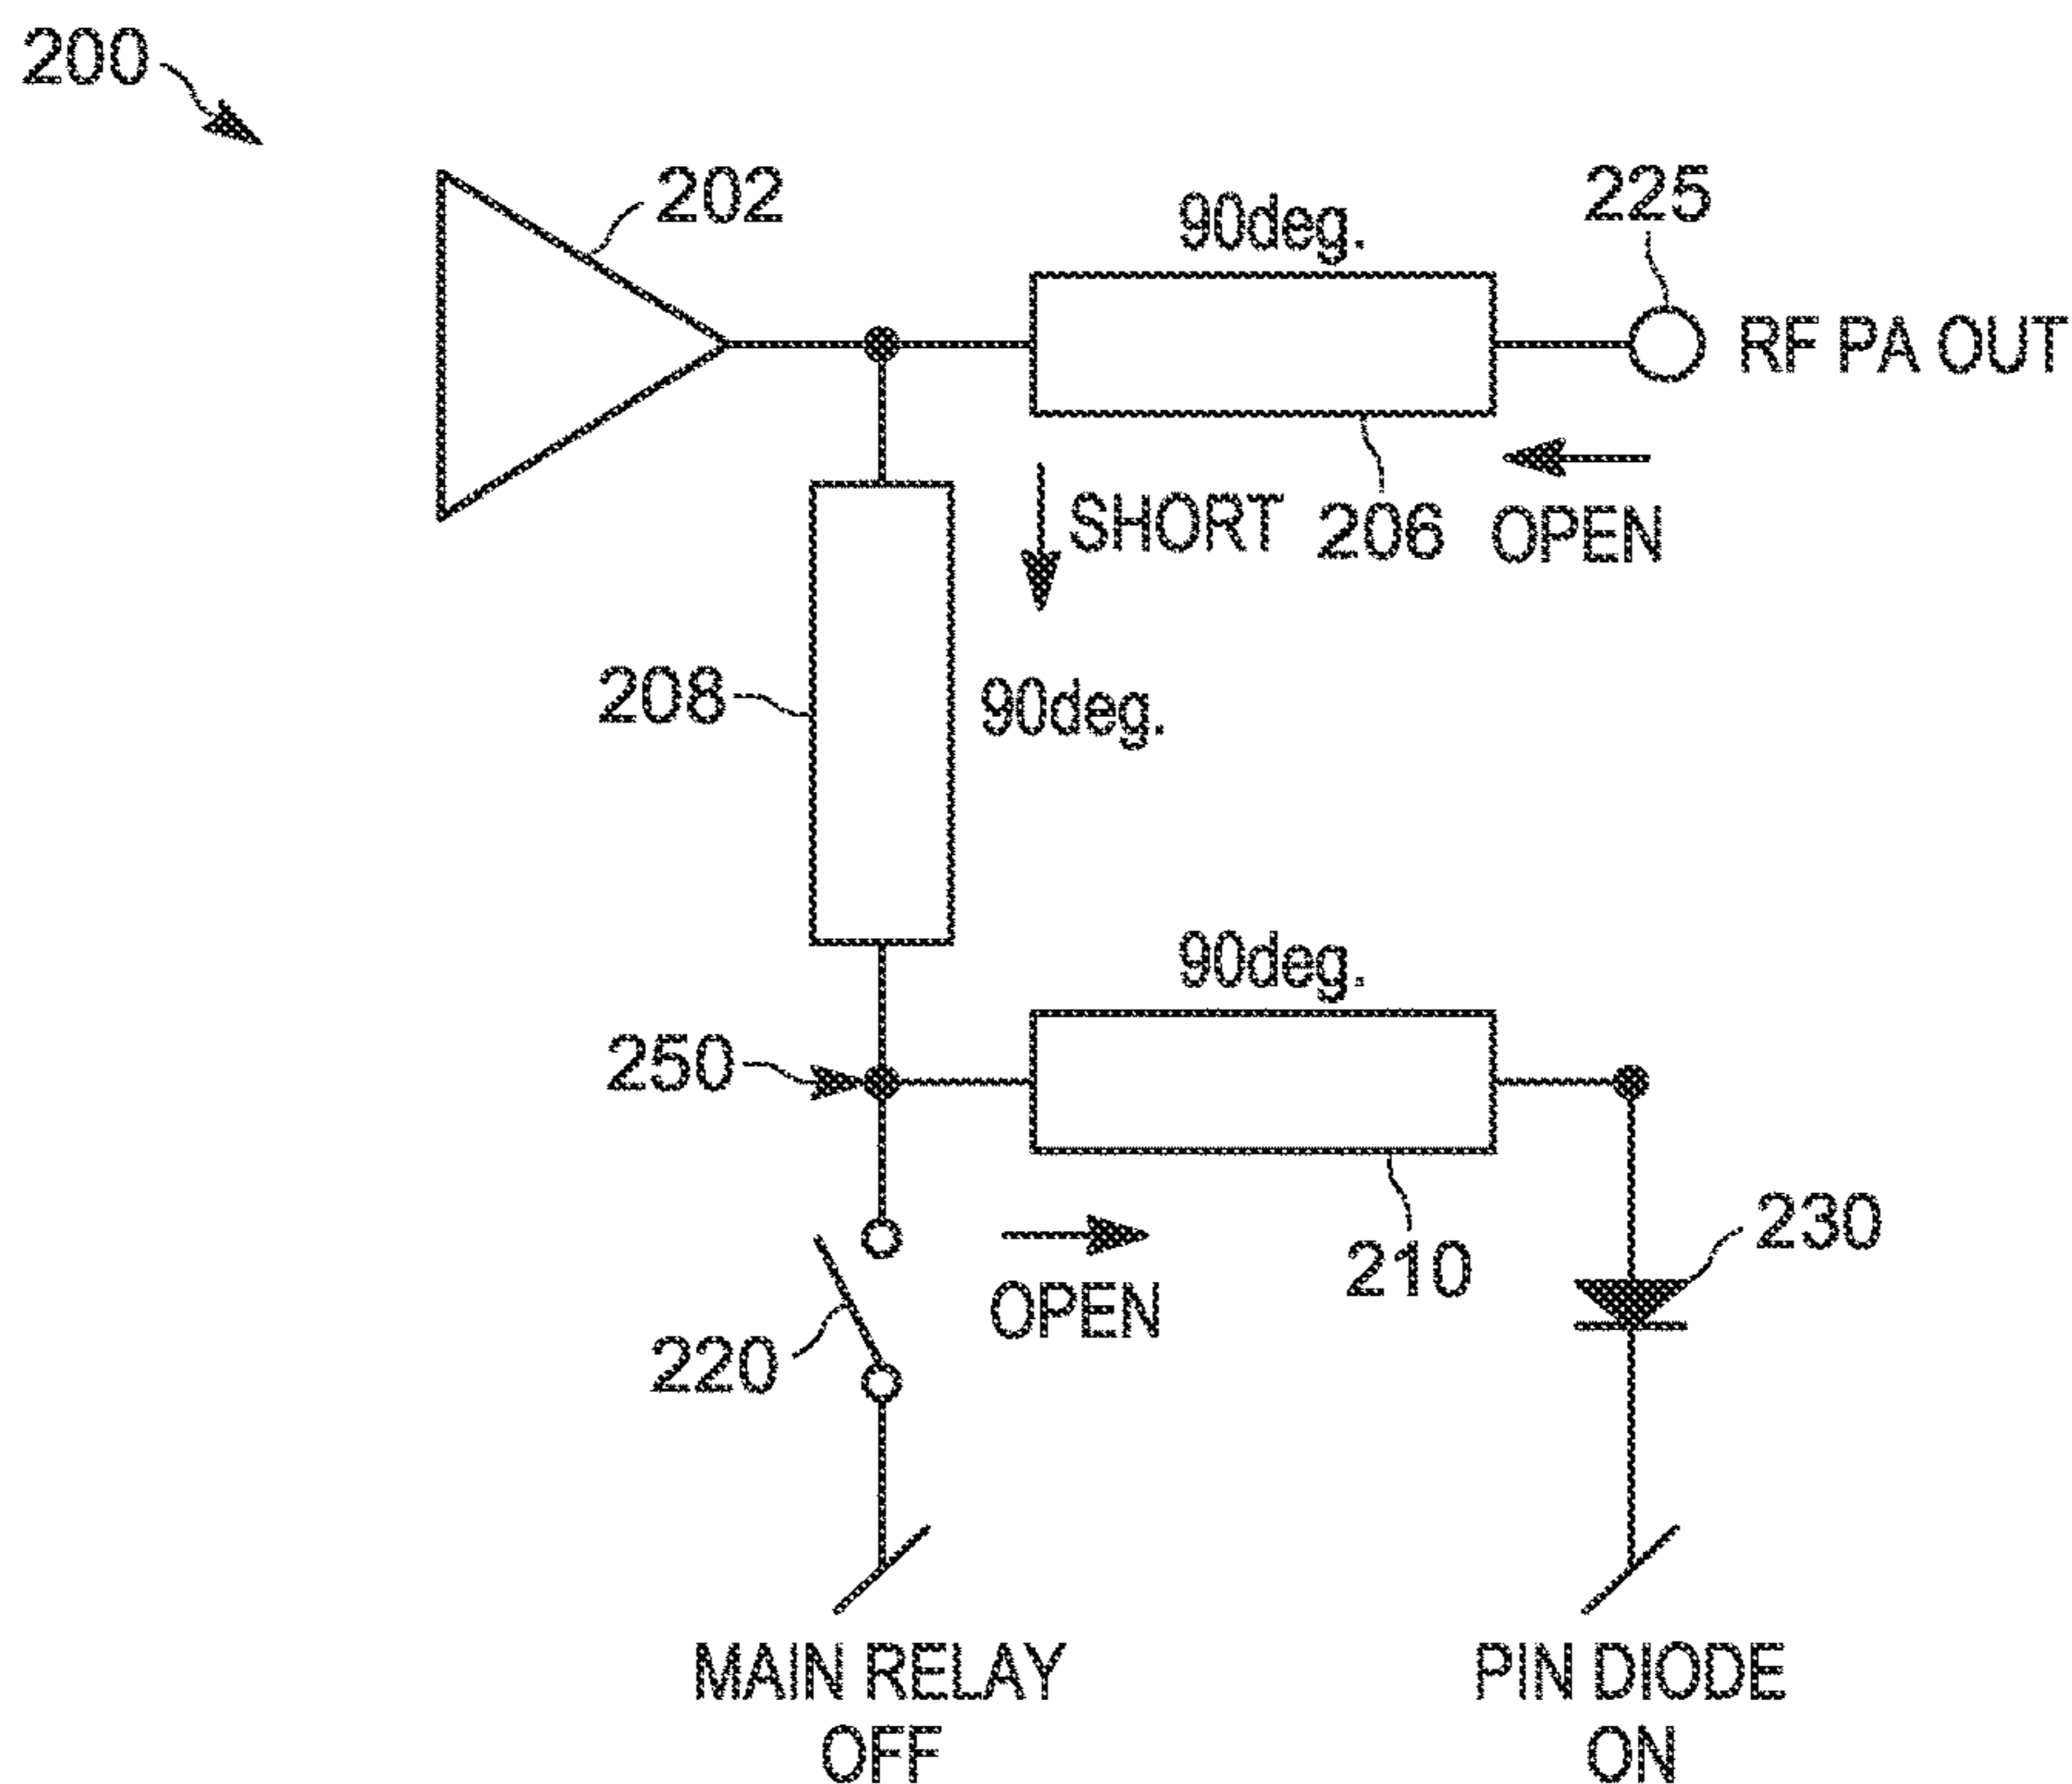 200
202
90deg.
225
RF PA OUT
SHORT
206
OPEN
208
90deg.
90deg.
250
210
230
OPEN
220
MAIN RELAY
OFF
PIN DIODE
ON